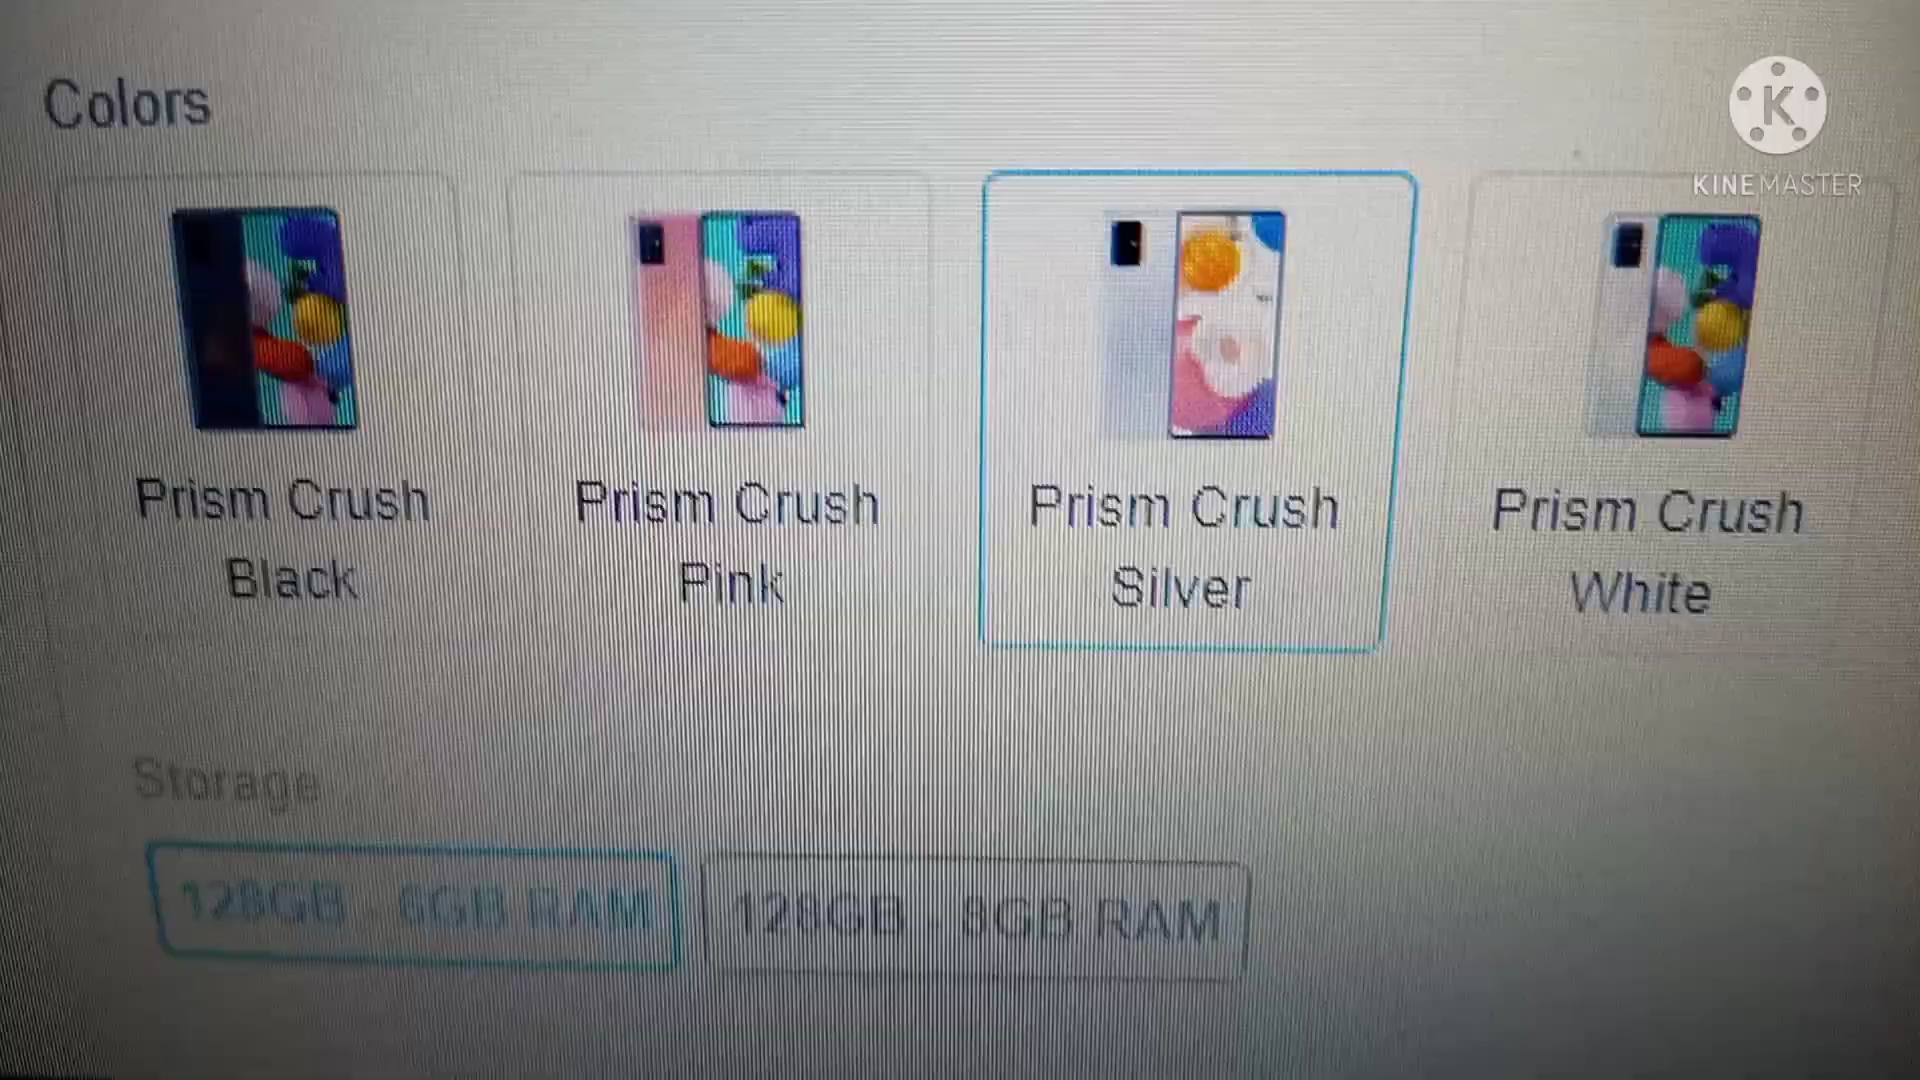 Colors
K
KINEMASTER
Prism Crush
Black
Prism Crush
Pink
Prism Crush
Silver
Prism Crush
White
Storage
128GB - 6GB RAM
128GB - 8GB RAM